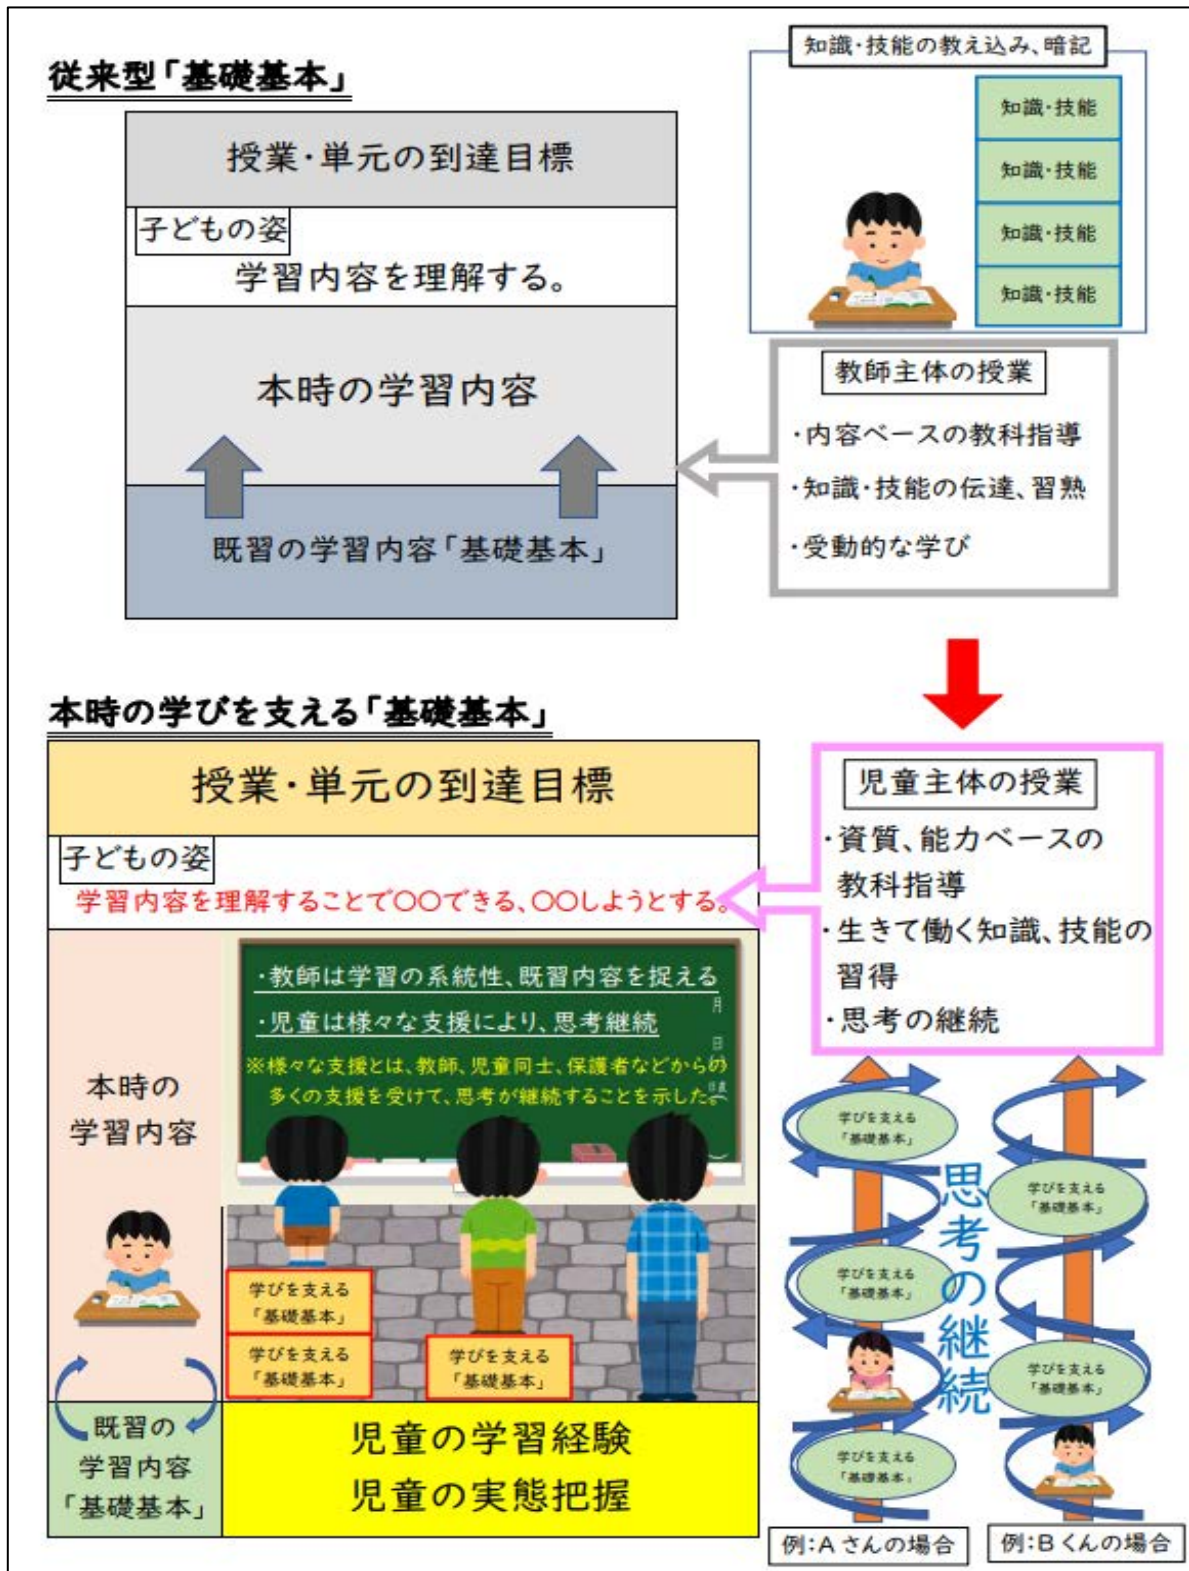 従来型「基礎基本」
授業・単元の到達目標
子どもの姿
学習内容を理解する。
本時の学習内容
既習の学習内容「基礎基本」
知識・技能の教え込み、暗記
知識・技能
知識・技能
知識・技能
知識・技能
教師主体の授業
・内容ベースの教科指導
・知識・技能の伝達、習熟
・受動的な学び
本時の学びを支える「基礎基本」
授業・単元の到達目標
子どもの姿
学習内容を理解することで〇〇できる、〇〇しようとする。
本時の
学習内容
・教師は学習の系統性、既習内容を捉える
・児童は様々な支援により、思考継続
※様々な支援とは、教師、児童同士、保護者などからの
多くの支援を受けて、思考が継続することを示した。
月
日
学びを支える
「基礎基本」
学びを支える
「基礎基本」
学びを支える
「基礎基本」
既習の
学習内容
「基礎基本」
児童の学習経験
児童の実態把握
児童主体の授業
・資質、能力ベースの
教科指導
・生きて働く知識、技能の
習得
・思考の継続
学びを支える
「基礎基本」
学びを支える
「基礎基本」
学びを支える
「基礎基本」
思考の継続
学びを支える
「基礎基本」
学びを支える
「基礎基本」
例：Aさんの場合
例：Bくんの場合